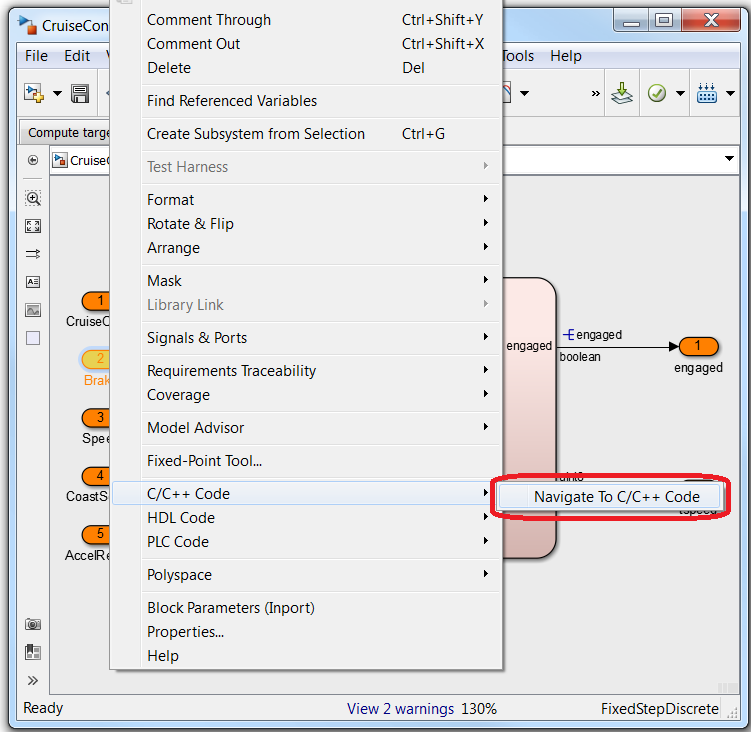 CruiseCon
File Edit
Tools Help
Comment Through Ctrl+Shift+Y
Comment Out Ctrl+Shift+X
Delete Del
Find Referenced Variables
Create Subsystem from Selection Ctrl+G
Test Harness
Format
Rotate & Flip
Arrange
Mask
Library Link
Signals & Ports
Requirements Traceability
Coverage
Model Advisor
Fixed-Point Tool...
C/C++ Code
HDL Code
PLC Code
Polyspace
Block Parameters (Inport)
Properties...
Help
Navigate To C/C++ Code
»
Compute targe
CruiseC
1
CruiseC
2
Brak
3
Spee
4
CoastS
5
AccelRe
engaged
engaged
boolean
1
engaged
tspeed
»
Ready
View 2 warnings 130%
FixedStepDiscrete